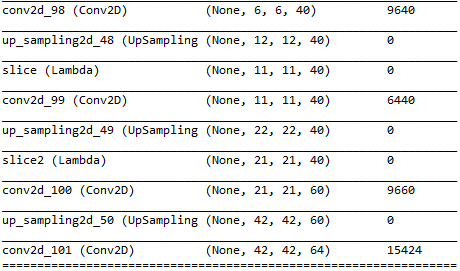 conv2d_98 (Conv2D) (None, 6, 6, 40) 9640
up_sampling2d_48 (UpSampling (None, 12, 12, 40) 0
slice (Lambda) (None, 11, 11, 40) 0
conv2d_99 (Conv2D) (None, 11, 11, 40) 6440
up_sampling2d_49 (UpSampling (None, 22, 22, 40) 0
slice2 (Lambda) (None, 21, 21, 40) 0
conv2d_100 (Conv2D) (None, 21, 21, 60) 9660
up_sampling2d_50 (UpSampling (None, 42, 42, 60) 0
conv2d_101 (Conv2D) (None, 42, 42, 64) 15424